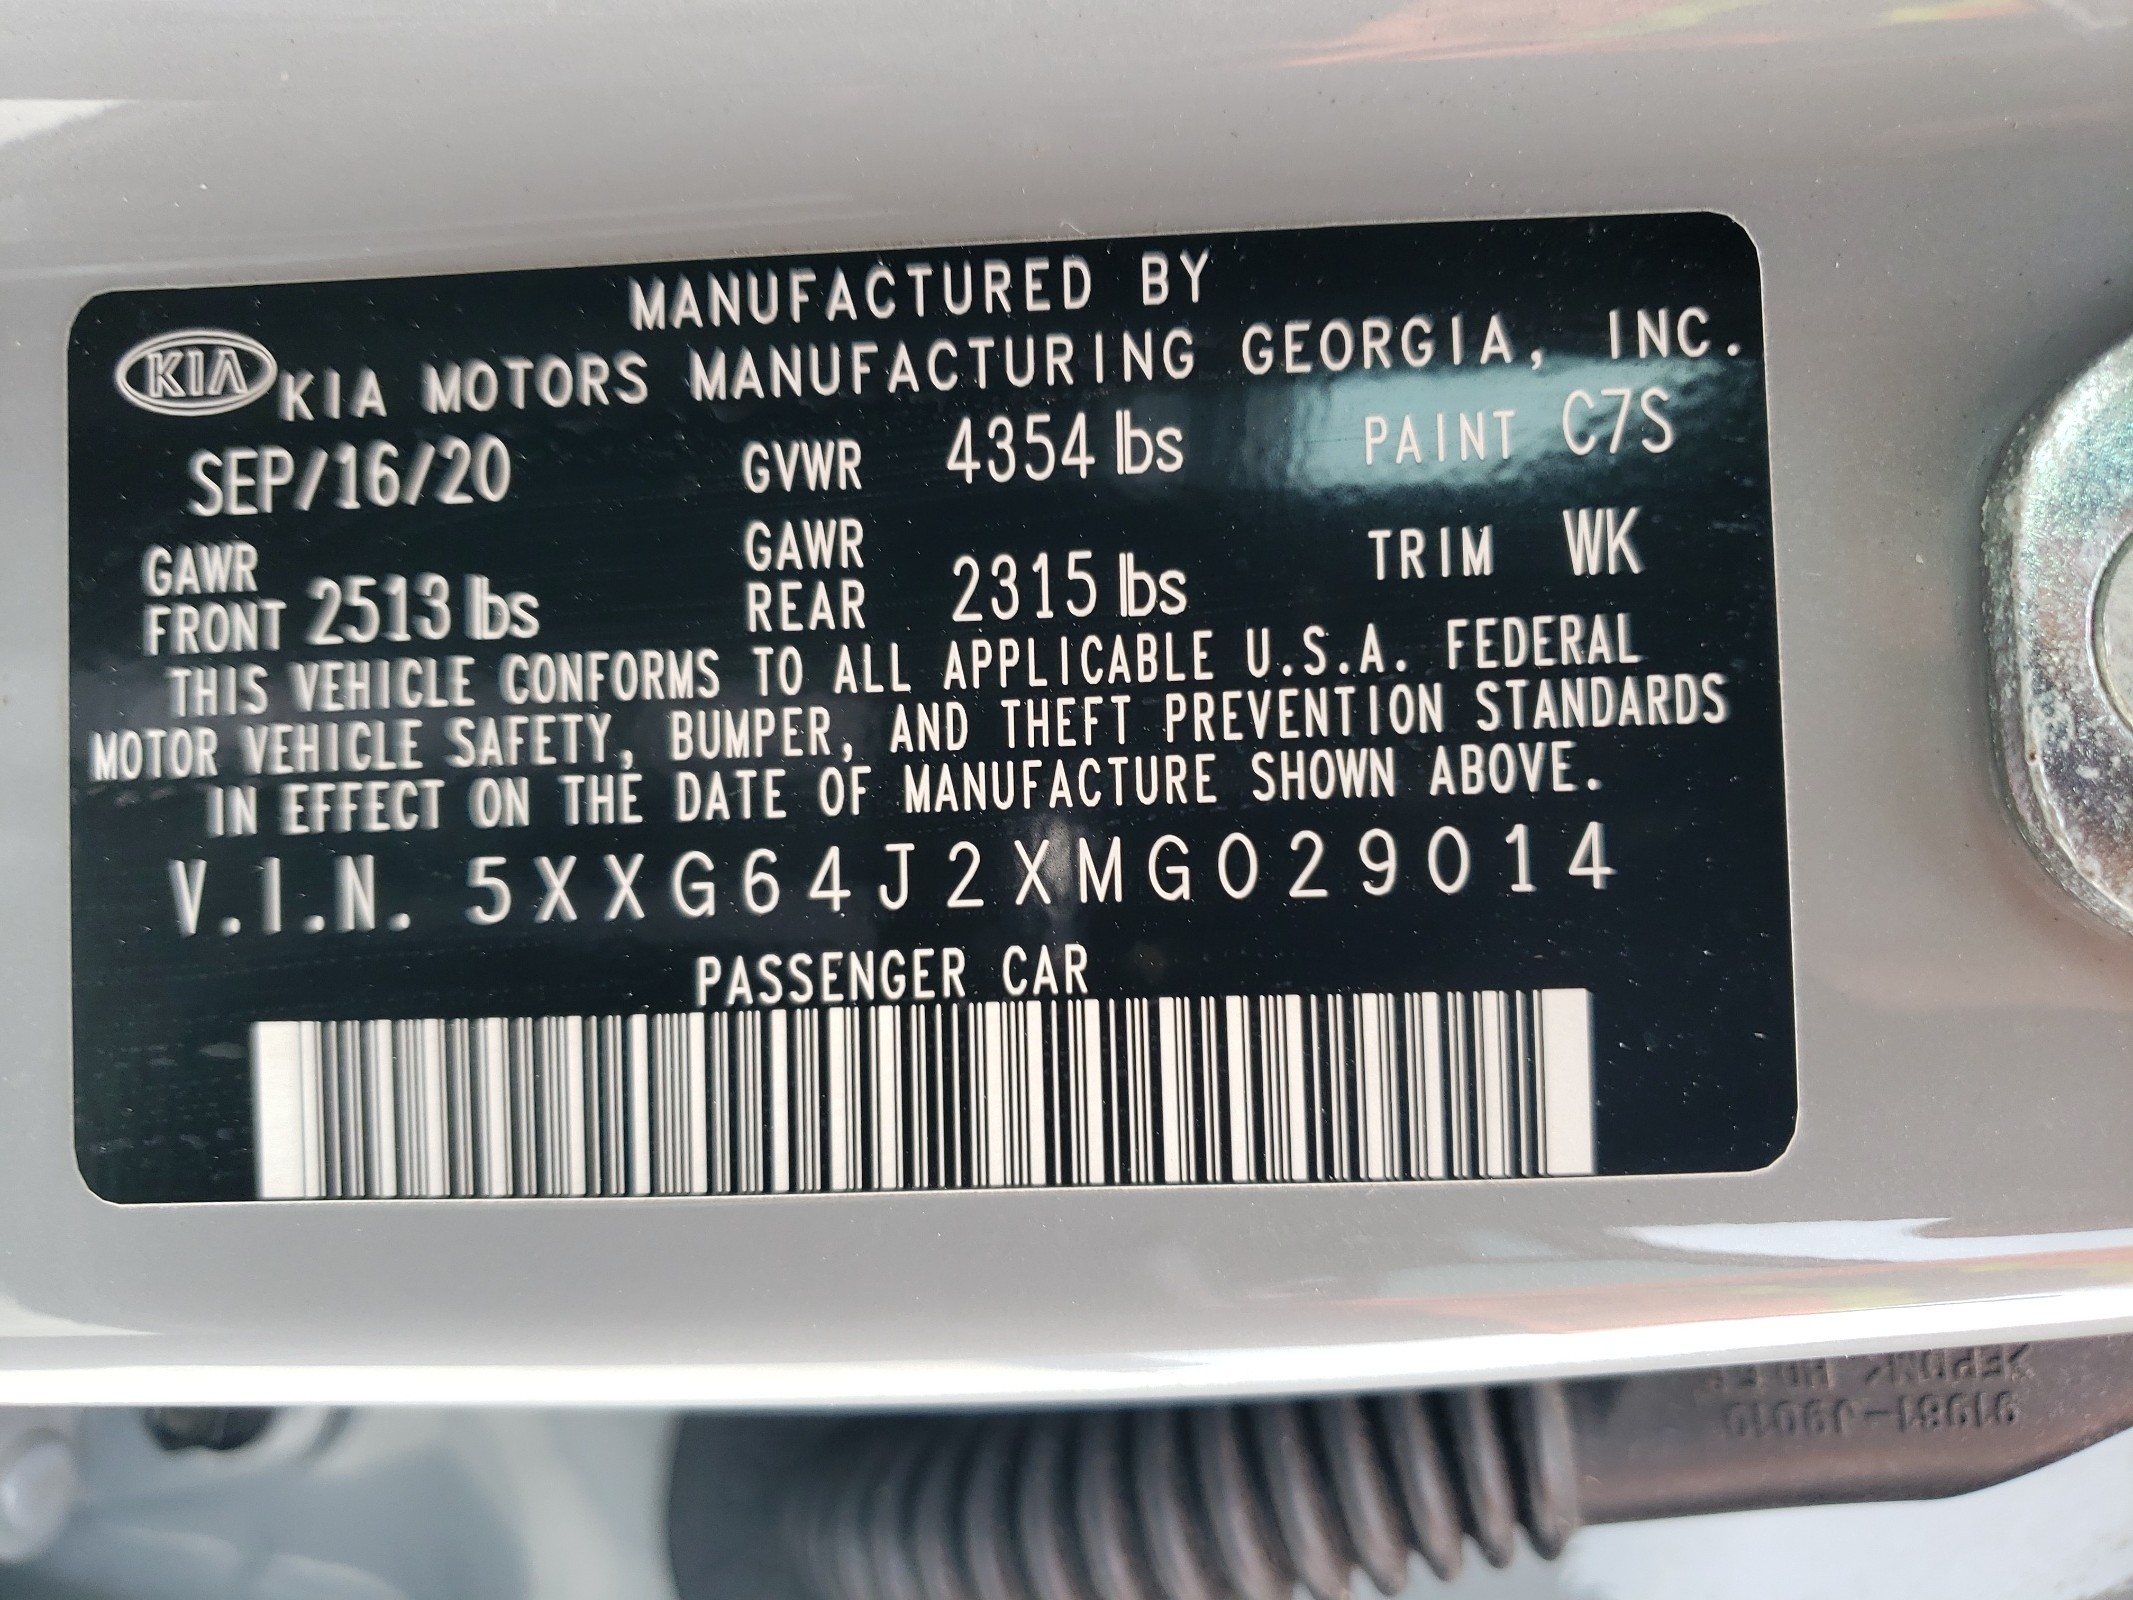 MANUFACTURED BY
KIA KIA MOTORS MANUFACTURING GEORGIA, INC.
SEP/16/20 GVWR 4354 lbs PAINT C7S
GAWR FRONT 2513 lbs GAWR REAR 2315 lbs TRIM WK
THIS VEHICLE CONFORMS TO ALL APPLICABLE U.S.A. FEDERAL
MOTOR VEHICLE SAFETY, BUMPER, AND THEFT PREVENTION STANDARDS
IN EFFECT ON THE DATE OF MANUFACTURE SHOWN ABOVE.
V.I.N. 5XXG64J2XMG029014
PASSENGER CAR
91981-J9010